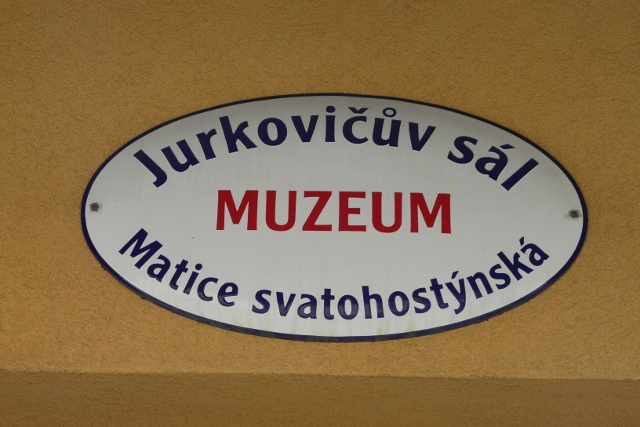 Jurkovičův sál
MUZEUM
Matice svatohostýnská